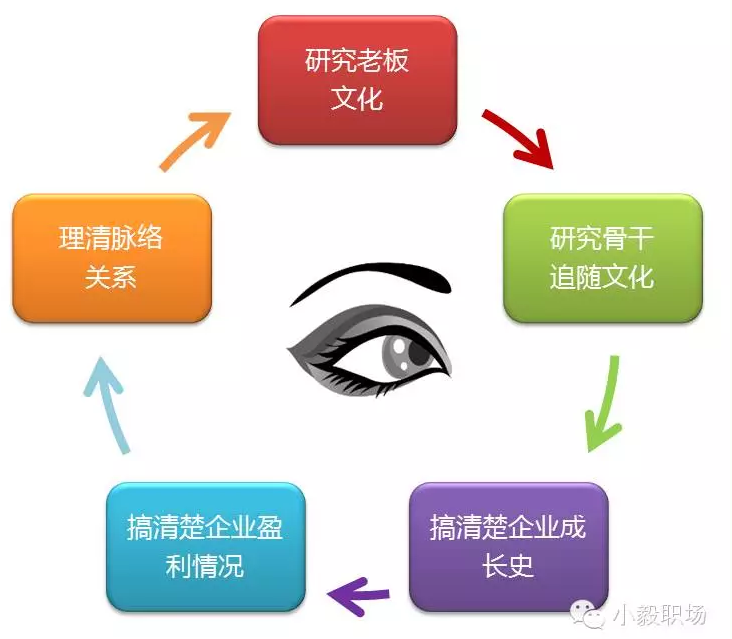 研究老板
文化
研究骨干
追随文化
搞清楚企业成
长史
搞清楚企业盈
利情况
理清脉络
关系
小毅职场